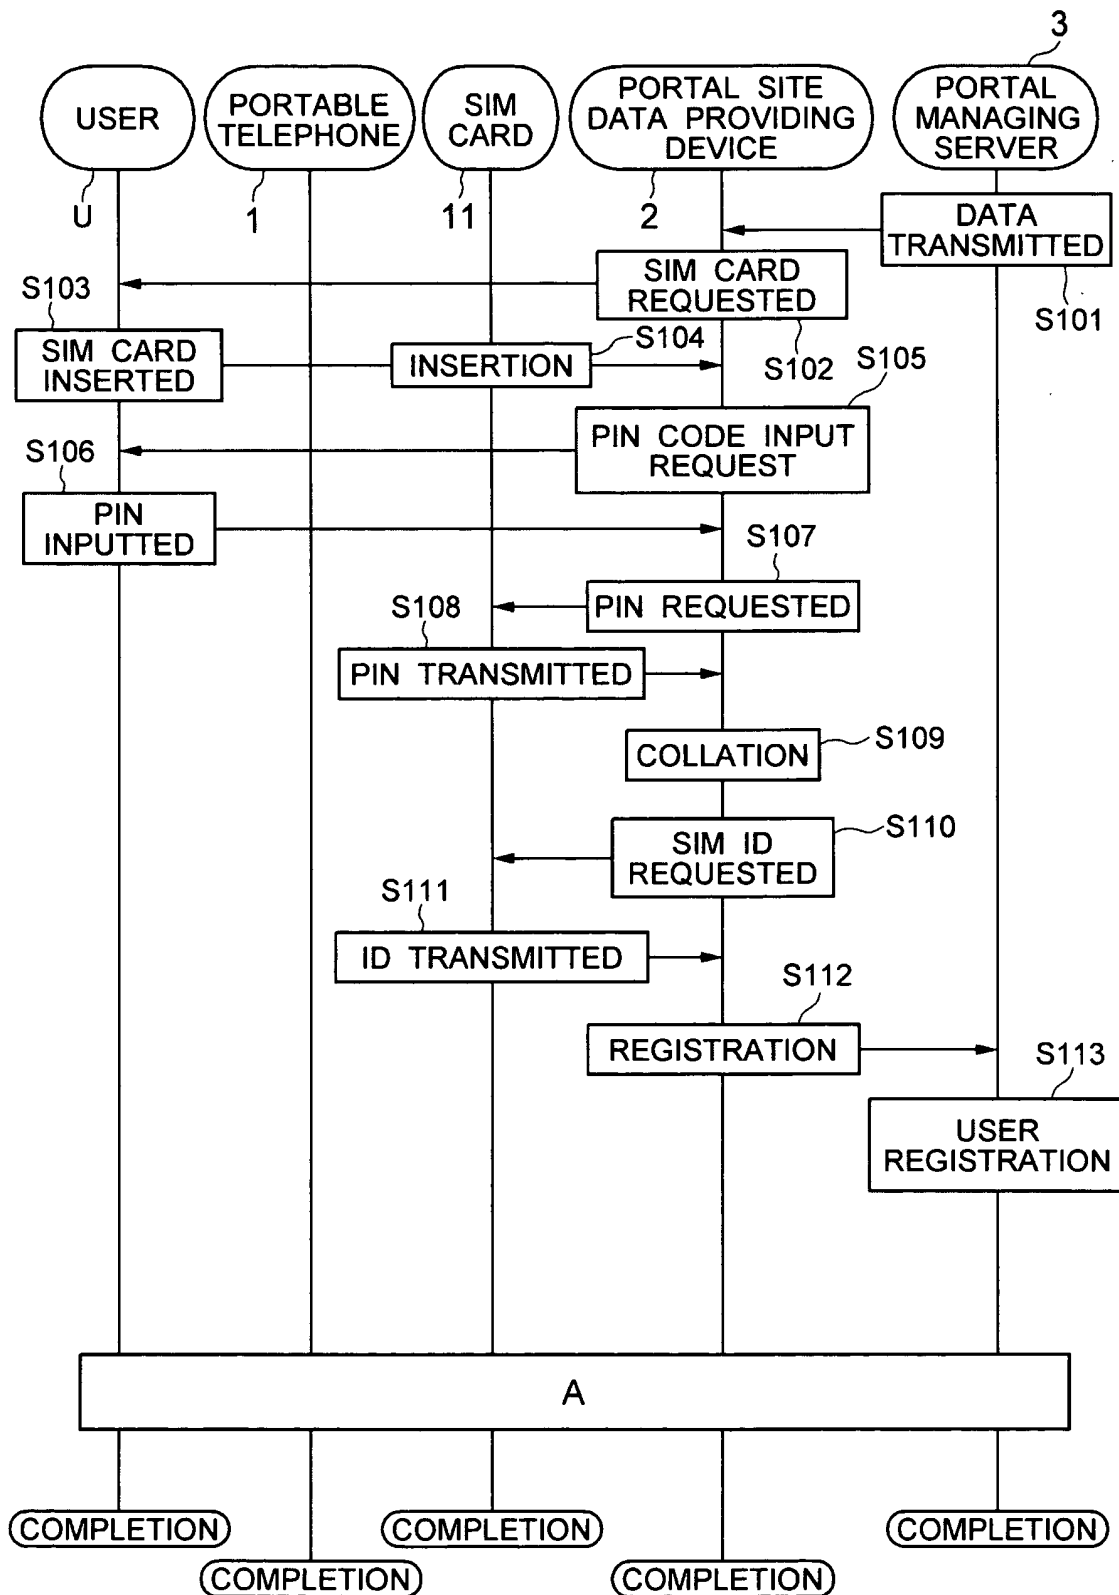 3
USER
PORTABLE
TELEPHONE
SIM
CARD
PORTAL SITE
DATA PROVIDING
DEVICE
PORTAL
MANAGING
SERVER
U
1
11
2
DATA
TRANSMITTED
S101
SIM CARD
REQUESTED
S102
S103
SIM CARD
INSERTED
INSERTION
S104
S105
PIN CODE INPUT
REQUEST
S106
PIN
INPUTTED
S107
PIN REQUESTED
S108
PIN TRANSMITTED
COLLATION
S109
SIM ID
REQUESTED
S110
S111
ID TRANSMITTED
S112
REGISTRATION
S113
USER
REGISTRATION
A
COMPLETION
COMPLETION
COMPLETION
COMPLETION
COMPLETION